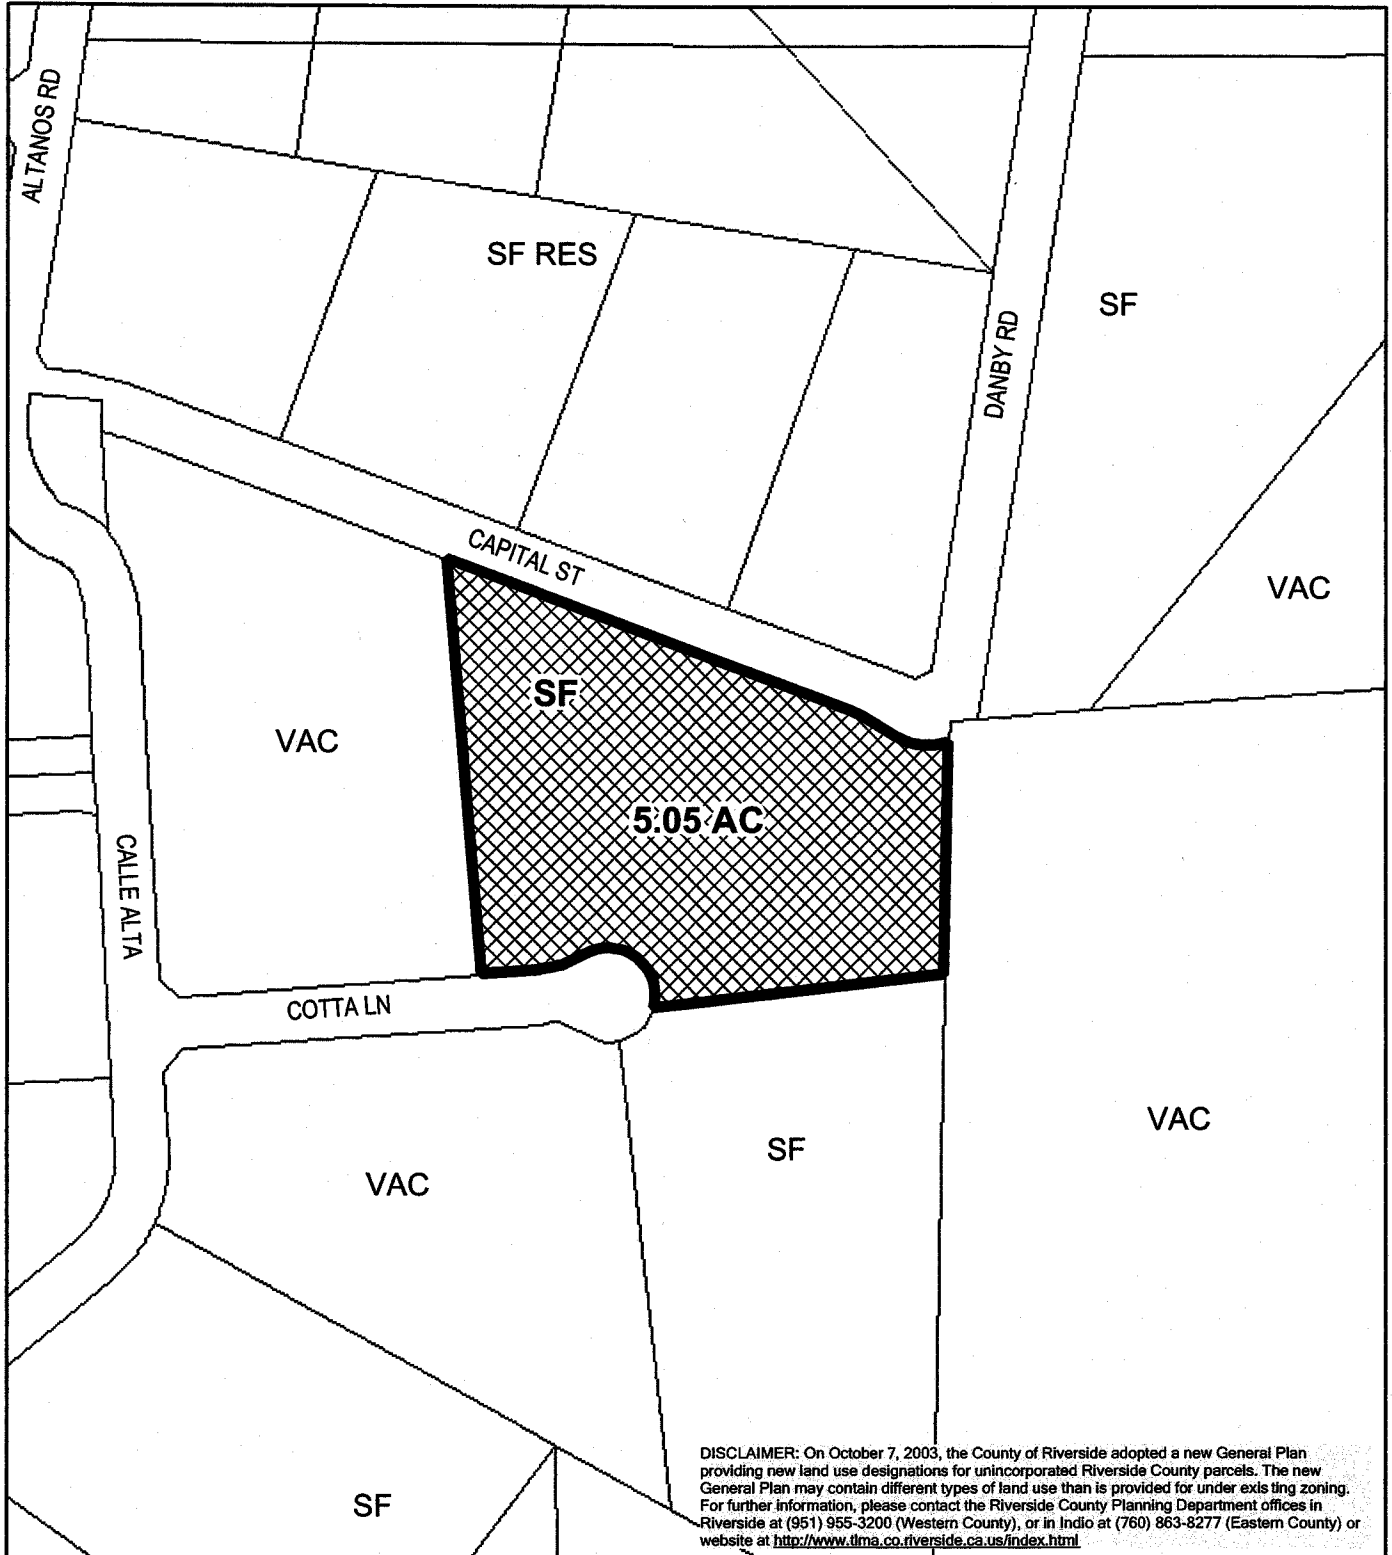 ALTANOS RD
SF RES
SF
DANBY RD
CAPITAL ST
VAC
SF
VAC
5.05 AC
CALLE ALTA
COTTA LN
VAC
SF
VAC
SF
DISCLAIMER: On October 7, 2003, the County of Riverside adopted a new General Plan
providing new land use designations for unincorporated Riverside County parcels. The new
General Plan may contain different types of land use than is provided for under existing zoning.
For further information, please contact the Riverside County Planning Department offices in
Riverside at (951) 955-3200 (Western County), or in Indio at (760) 863-8277 (Eastern County) or
website at http://www.tlma.co.riverside.ca.us/index.html